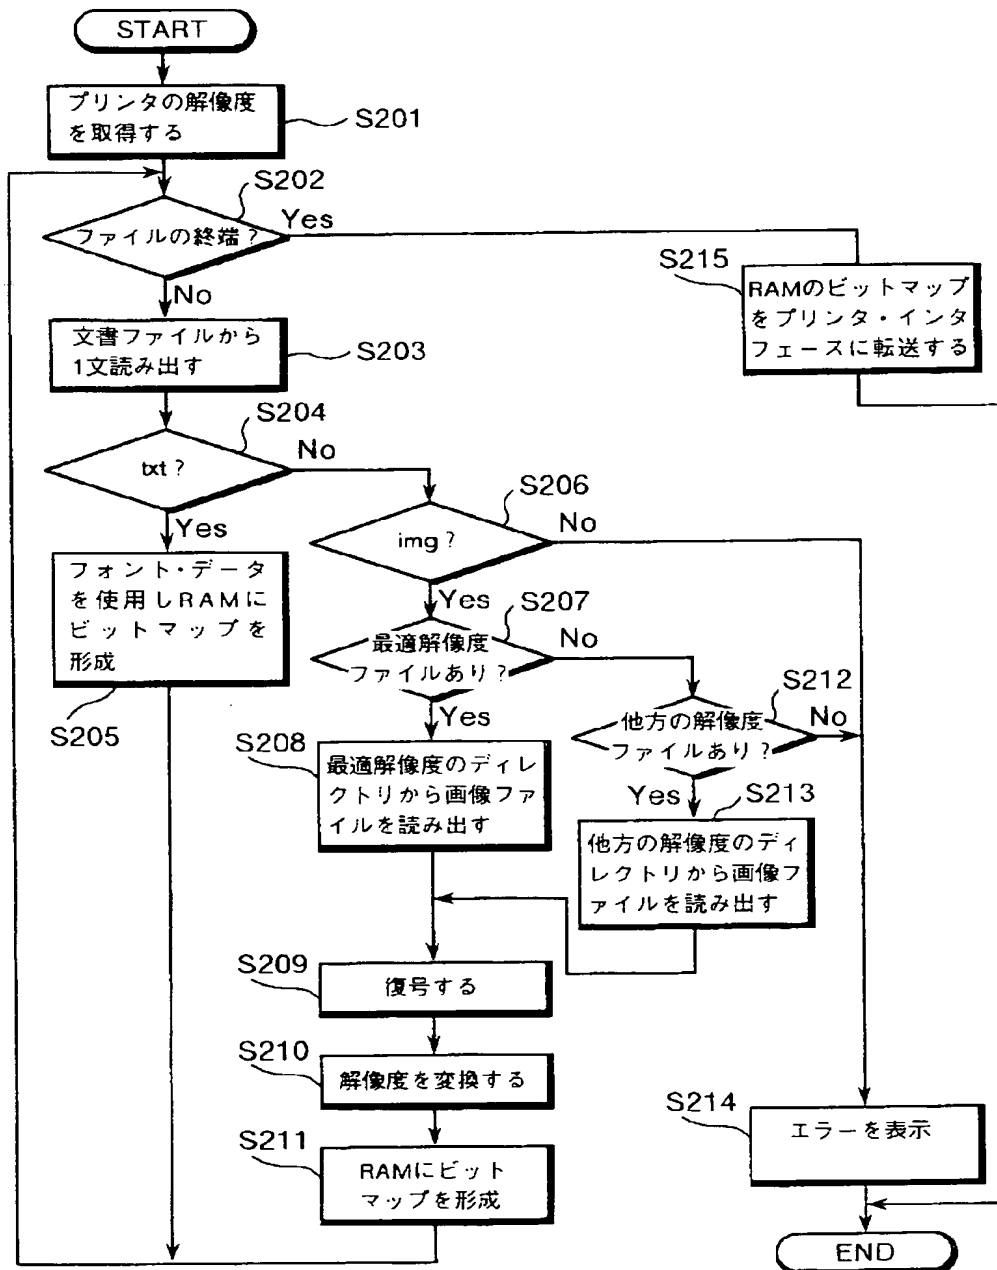 START
プリンタの解像度
を取得する
S201
S202
ファイルの終端?
Yes
No
S215
RAMのビットマップ
をプリンタ・インタ
フェースに転送する
文書ファイルから
1文読み出す
S203
S204
txt?
No
Yes
S206
img?
No
Yes
フォント・データ
を使用しRAMに
ビットマップを
形成
S205
S207
最適解像度
ファイルあり?
No
Yes
S212
他方の解像度
ファイルあり?
No
Yes
S208
最適解像度のディレ
クトリから画像ファ
イルを読み出す
S213
他方の解像度のディ
レクトリから画像フ
ァイルを読み出す
S209
復号する
S210
解像度を変換する
S211
RAMにビット
マップを形成
S214
エラーを表示
END